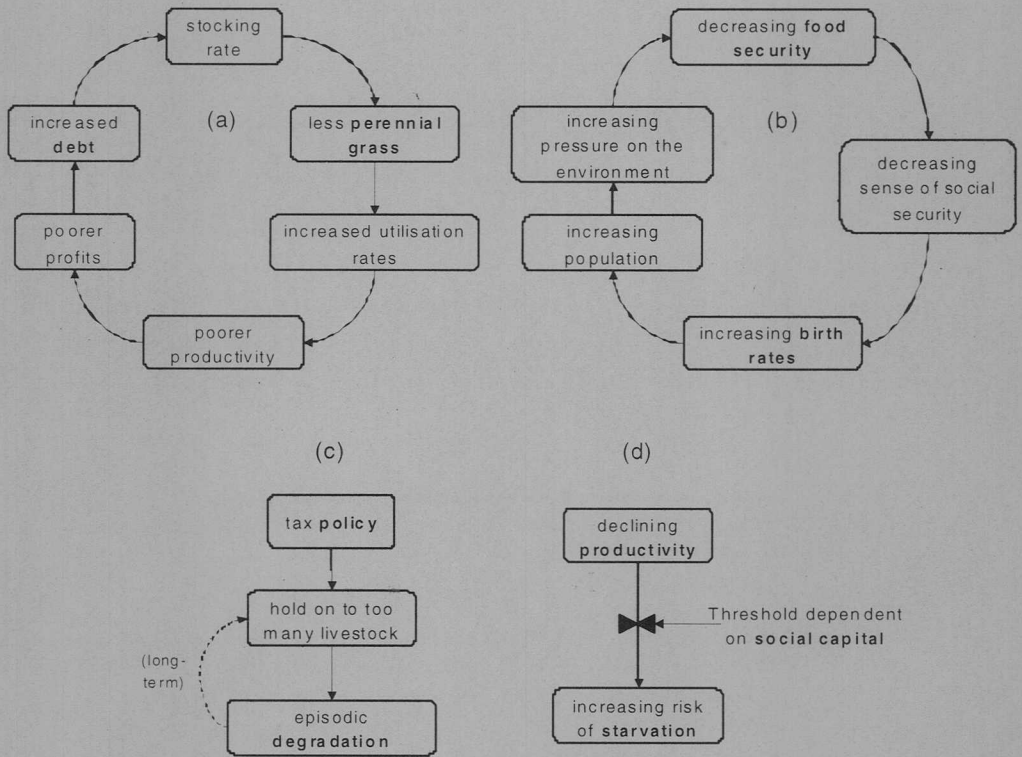 stocking
rate
(a)
less perennial
grass
increased utilisation
rates
poorer
productivity
poorer
profits
increased
debt
decreasing food
security
(b)
decreasing
sense of social
security
increasing birth
rates
increasing
population
increasing
pressure on the
environment
(c)
tax policy
hold on to too
many livestock
(long-
term)
episodic
degradation
(d)
declining
productivity
Threshold dependent
on social capital
increasing risk
of starvation